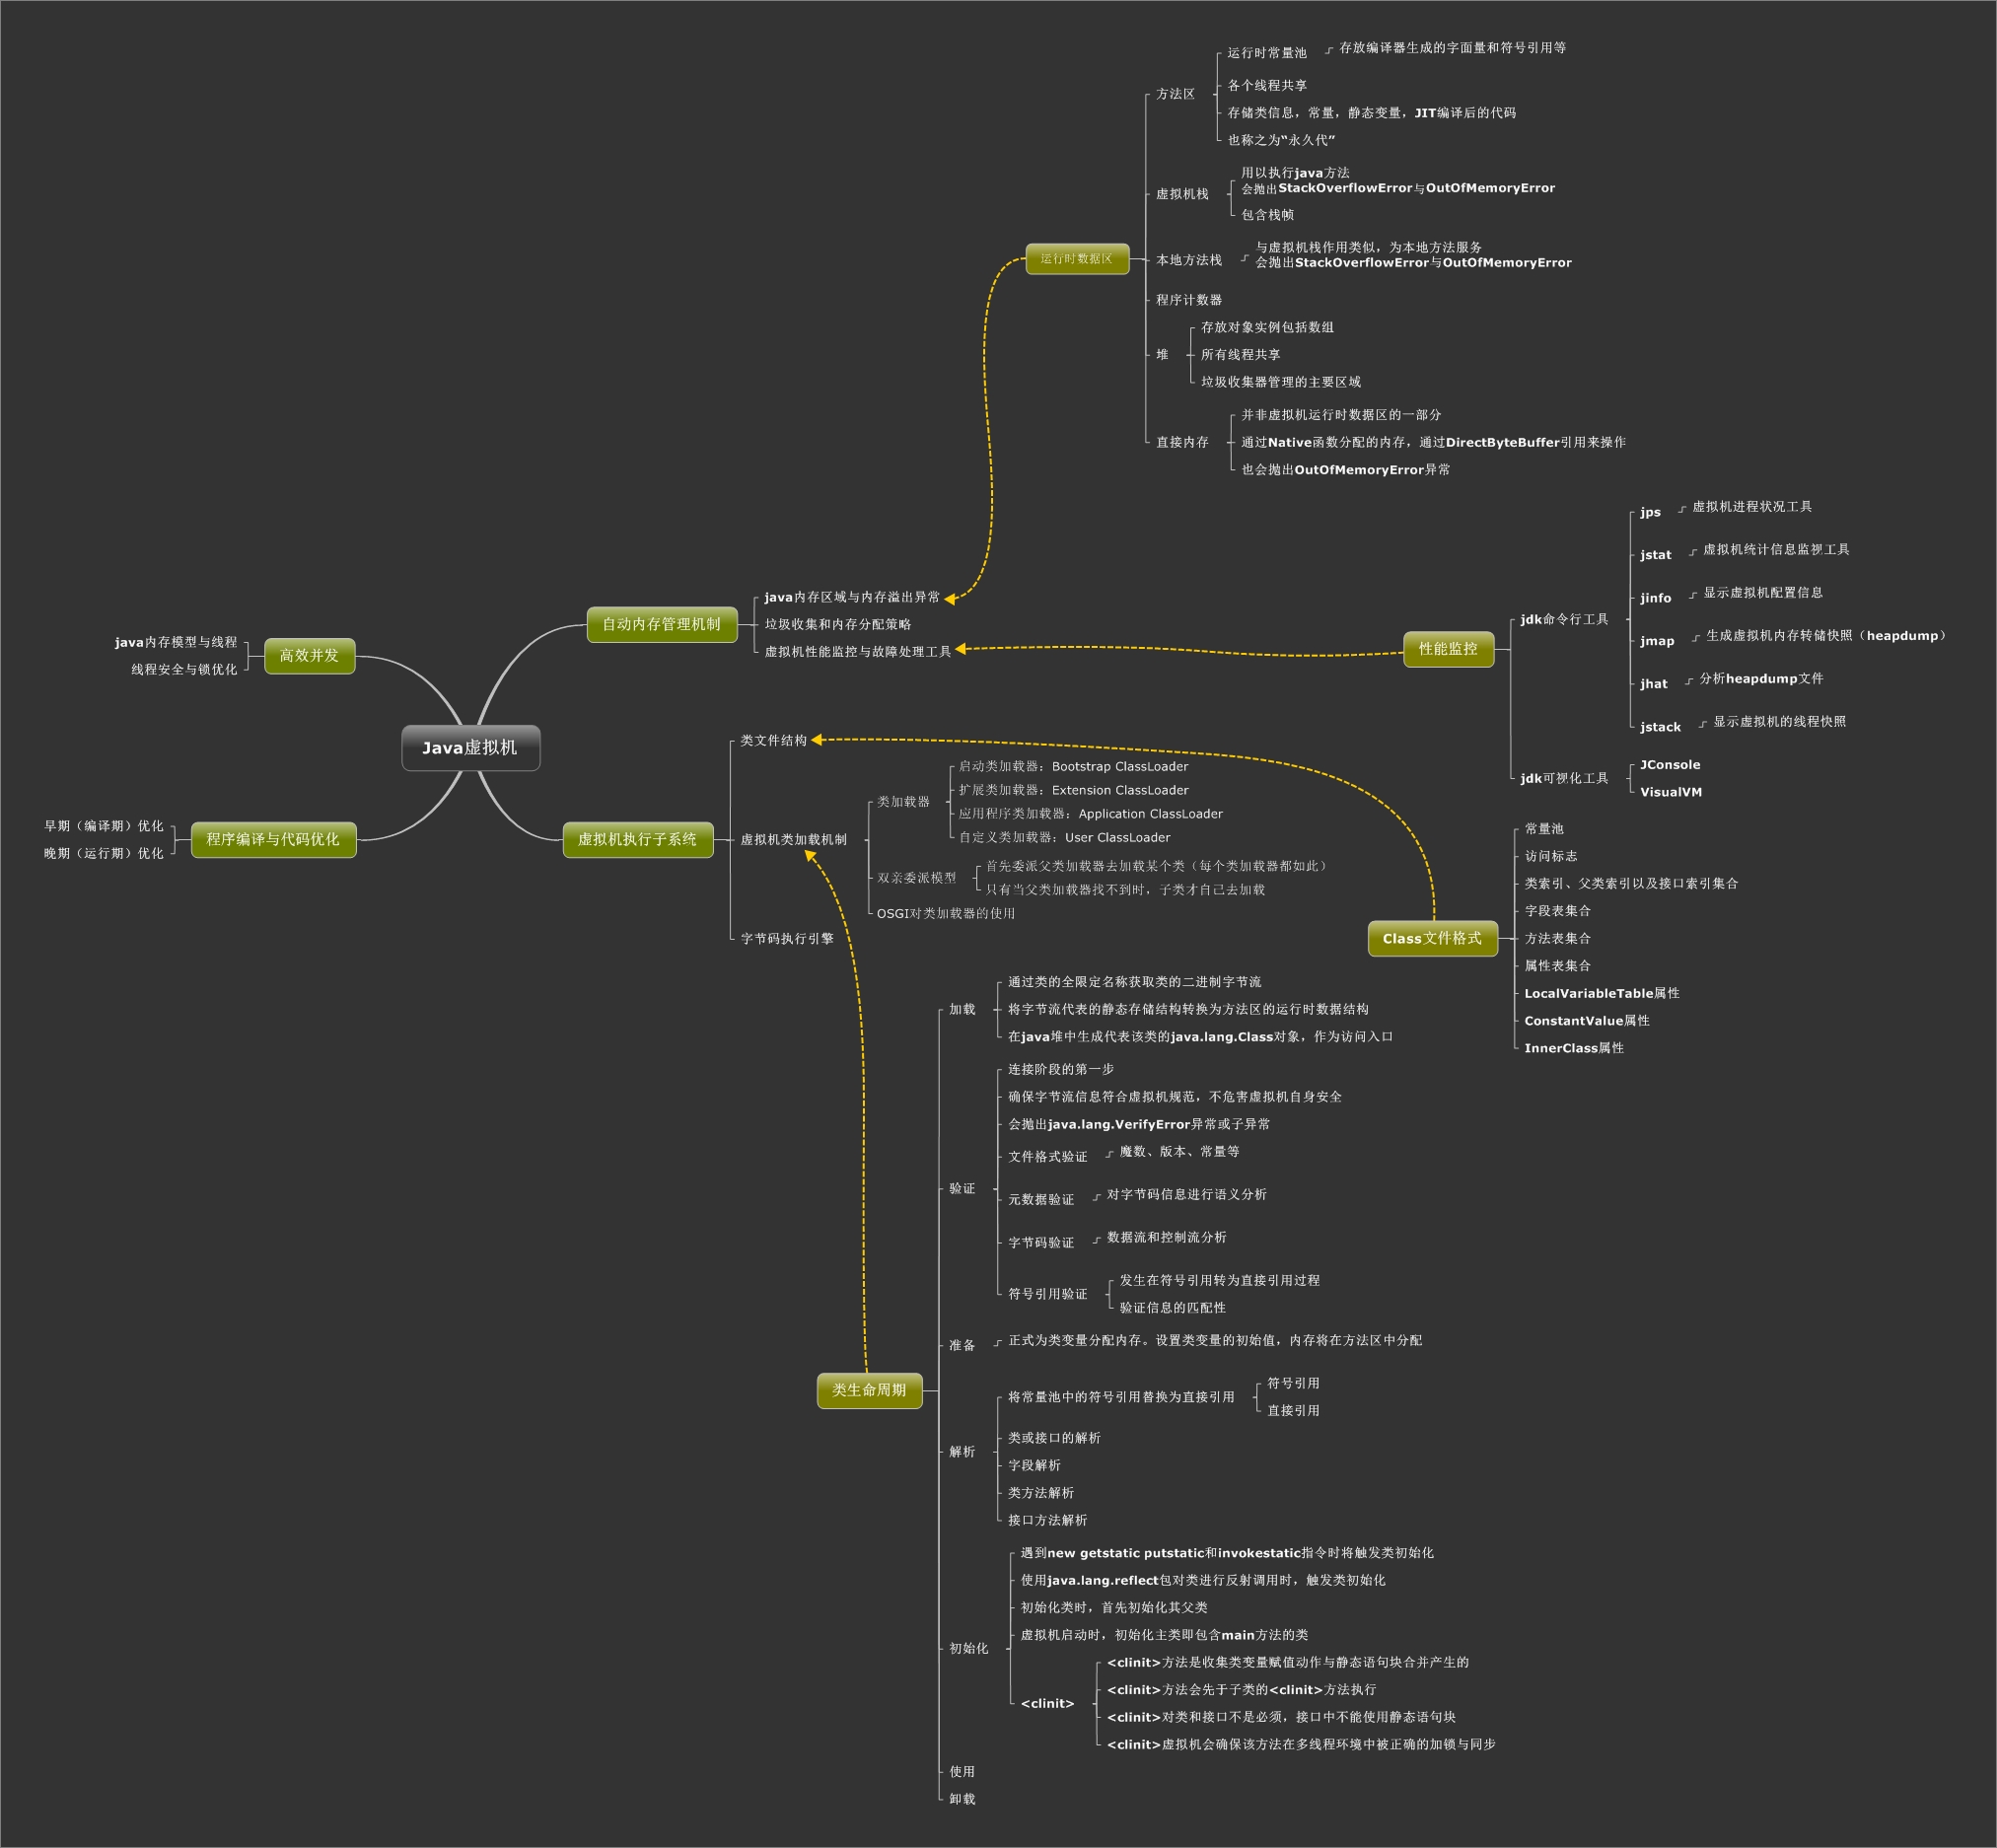 Java虚拟机
自动内存管理机制
java内存区域与内存溢出异常
垃圾收集和内存分配策略
虚拟机性能监控与故障处理工具
运行时数据区
方法区
运行时常量池
存放编译器生成的字面量和符号引用等
各个线程共享
存储类信息，常量，静态变量，JIT编译后的代码
也称之为“永久代”
虚拟机栈
用以执行java方法
会抛出StackOverflowError与OutOfMemoryError
包含栈帧
本地方法栈
与虚拟机栈作用类似，为本地方法服务
会抛出StackOverflowError与OutOfMemoryError
程序计数器
堆
存放对象实例包括数组
所有线程共享
垃圾收集器管理的主要区域
直接内存
并非虚拟机运行时数据区的一部分
通过Native函数分配的内存，通过DirectByteBuffer引用来操作
也会抛出OutOfMemoryError异常
性能监控
jdk命令行工具
jps
虚拟机进程状况工具
jstat
虚拟机统计信息监视工具
jinfo
显示虚拟机配置信息
jmap
生成虚拟机内存转储快照（heapdump）
jhat
分析heapdump文件
jstack
显示虚拟机的线程快照
jdk可视化工具
JConsole
VisualVM
高效并发
java内存模型与线程
线程安全与锁优化
程序编译与代码优化
早期（编译期）优化
晚期（运行期）优化
虚拟机执行子系统
类文件结构
虚拟机类加载机制
类加载器
启动类加载器：Bootstrap ClassLoader
扩展类加载器：Extension ClassLoader
应用程序类加载器：Application ClassLoader
自定义类加载器：User ClassLoader
双亲委派模型
首先委派父类加载器去加载某个类（每个类加载器都如此）
只有当父类加载器找不到时，子类才自己去加载
OSGI对类加载器的使用
字节码执行引擎
Class文件格式
常量池
访问标志
类索引、父类索引以及接口索引集合
字段表集合
方法表集合
属性表集合
LocalVariableTable属性
ConstantValue属性
InnerClass属性
类生命周期
加载
通过类的全限定名称获取类的二进制字节流
将字节流代表的静态存储结构转换为方法区的运行时数据结构
在java堆中生成代表该类的java.lang.Class对象，作为访问入口
验证
连接阶段的第一步
确保字节流信息符合虚拟机规范，不危害虚拟机自身安全
会抛出java.lang.VerifyError异常或子异常
文件格式验证
魔数、版本、常量等
元数据验证
对字节码信息进行语义分析
字节码验证
数据流和控制流分析
符号引用验证
发生在符号引用转为直接引用过程
验证信息的匹配性
准备
正式为类变量分配内存。设置类变量的初始值，内存将在方法区中分配
解析
将常量池中的符号引用替换为直接引用
符号引用
直接引用
类或接口的解析
字段解析
类方法解析
接口方法解析
初始化
遇到new getstatic putstatic和invokestatic指令时将触发类初始化
使用java.lang.reflect包对类进行反射调用时，触发类初始化
初始化类时，首先初始化其父类
虚拟机启动时，初始化主类即包含main方法的类
<clinit>
<clinit>方法是收集类变量赋值动作与静态语句块合并产生的
<clinit>方法会先于子类的<clinit>方法执行
<clinit>对类和接口不是必须，接口中不能使用静态语句块
<clinit>虚拟机会确保该方法在多线程环境中被正确的加锁与同步
使用
卸载